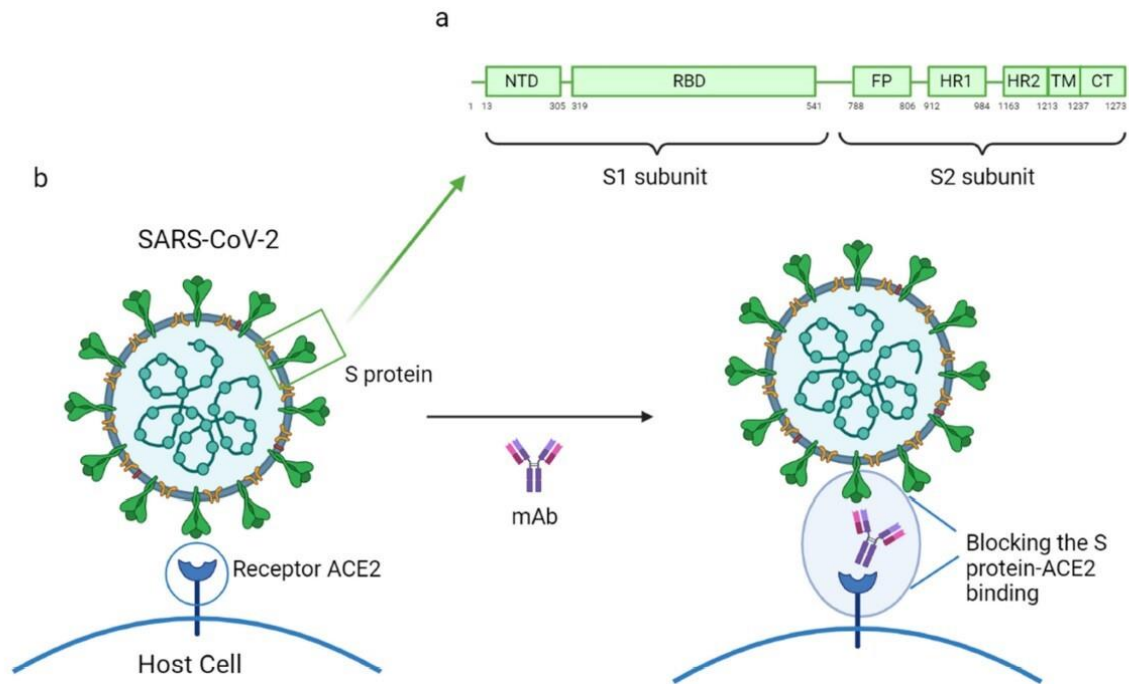 a
NTD RBD FP HR1 HR2 TM CT
1 13 305 319 541 788 806 912 984 1163 1213 1237 1273
S1 subunit S2 subunit
b
SARS-CoV-2
S protein
mAb
Receptor ACE2
Host Cell
Blocking the S
protein-ACE2
binding